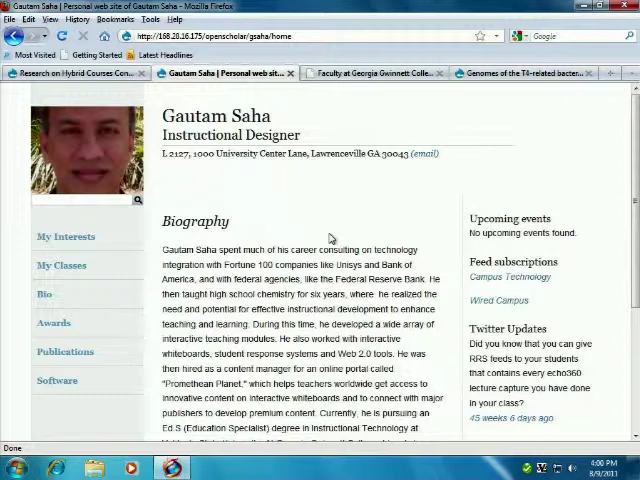 Gautam Saha | Personal web site of Gautam Saha - Mozilla Firefox
File Edit View History Bookmarks Tools Help
http://168.28.16.175/openscholar/gsaha/home
Google
Most Visited Getting Started Latest Headlines
Research on Hybrid Courses Con...
Gautam Saha | Personal web sit...
Faculty at Georgia Gwinnett Colle...
Genomes of the T4-related bacter...
Gautam Saha
Instructional Designer
L 2127, 1000 University Center Lane, Lawrenceville GA 30043 (email)
My Interests
My Classes
Bio
Awards
Publications
Software
Biography
Gautam Saha spent much of his career consulting on technology
integration with Fortune 100 companies like Unisys and Bank of
America, and with federal agencies, like the Federal Reserve Bank. He
then taught high school chemistry for six years, where he realized the
need and potential for effective instructional development to enhance
teaching and learning. During this time, he developed a wide array of
interactive teaching modules. He also worked with interactive
whiteboards, student response systems and Web 2.0 tools. He was
then hired as a content manager for an online portal called
"Promethean Planet," which helps teachers worldwide get access to
innovative content on interactive whiteboards and to connect with major
publishers to develop premium content. Currently, he is pursuing an
Ed.S (Education Specialist) degree in Instructional Technology at
Upcoming events
No upcoming events found.
Feed subscriptions
Campus Technology
Wired Campus
Twitter Updates
Did you know that you can give
RRS feeds to your students
that contains every echo360
lecture capture you have done
in your class?
45 weeks 6 days ago
Done
4:00 PM
8/9/2011